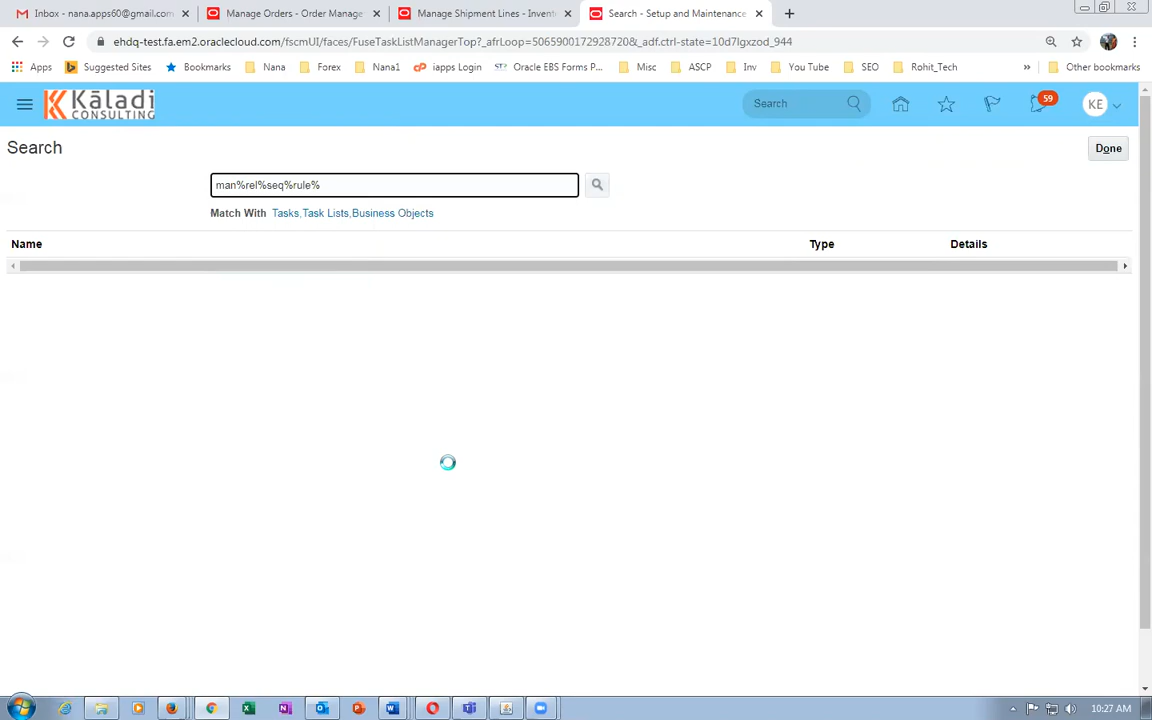 Inbox - nana.apps60@gmail.com
Manage Orders - Order Manage
Manage Shipment Lines - Invent
Search - Setup and Maintenance
ehdq-test.fa.em2.oraclecloud.com/fscmUI/faces/FuseTaskListManagerTop?_afrLoop=5065900172928720&_adf.ctrl-state=10d7lgxzod_944
Apps Suggested Sites Bookmarks Nana Forex Nana1 iapps Login Oracle EBS Forms P... Misc ASCP Inv You Tube SEO Rohit_Tech » Other bookmarks
Kāladi
CONSULTING
Search
59
KE
Search
Done
man%rel%seq%rule%
Match With Tasks,Task Lists,Business Objects
Name Type Details
10:27 AM